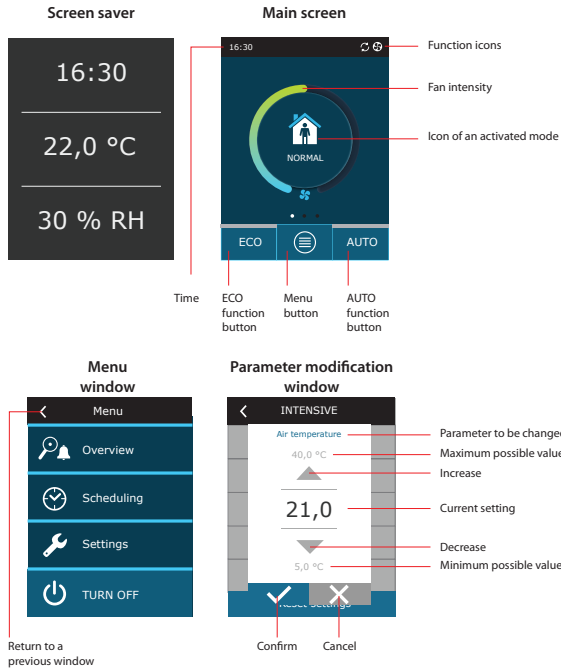 Screen saver
Main screen
16:30
22,0 °C
30 % RH
16:30
NORMAL
ECO
AUTO
Function icons
Fan intensity
Icon of an activated mode
Time
ECO
function
button
Menu
button
AUTO
function
button
Menu
window
Menu
Overview
Scheduling
Settings
TURN OFF
Return to a
previous window
Parameter modification
window
INTENSIVE
Air temperature
40,0 °C
21,0
5,0 °C
Reset settings
Parameter to be changed
Maximum possible value
Increase
Current setting
Decrease
Minimum possible value
Confirm
Cancel